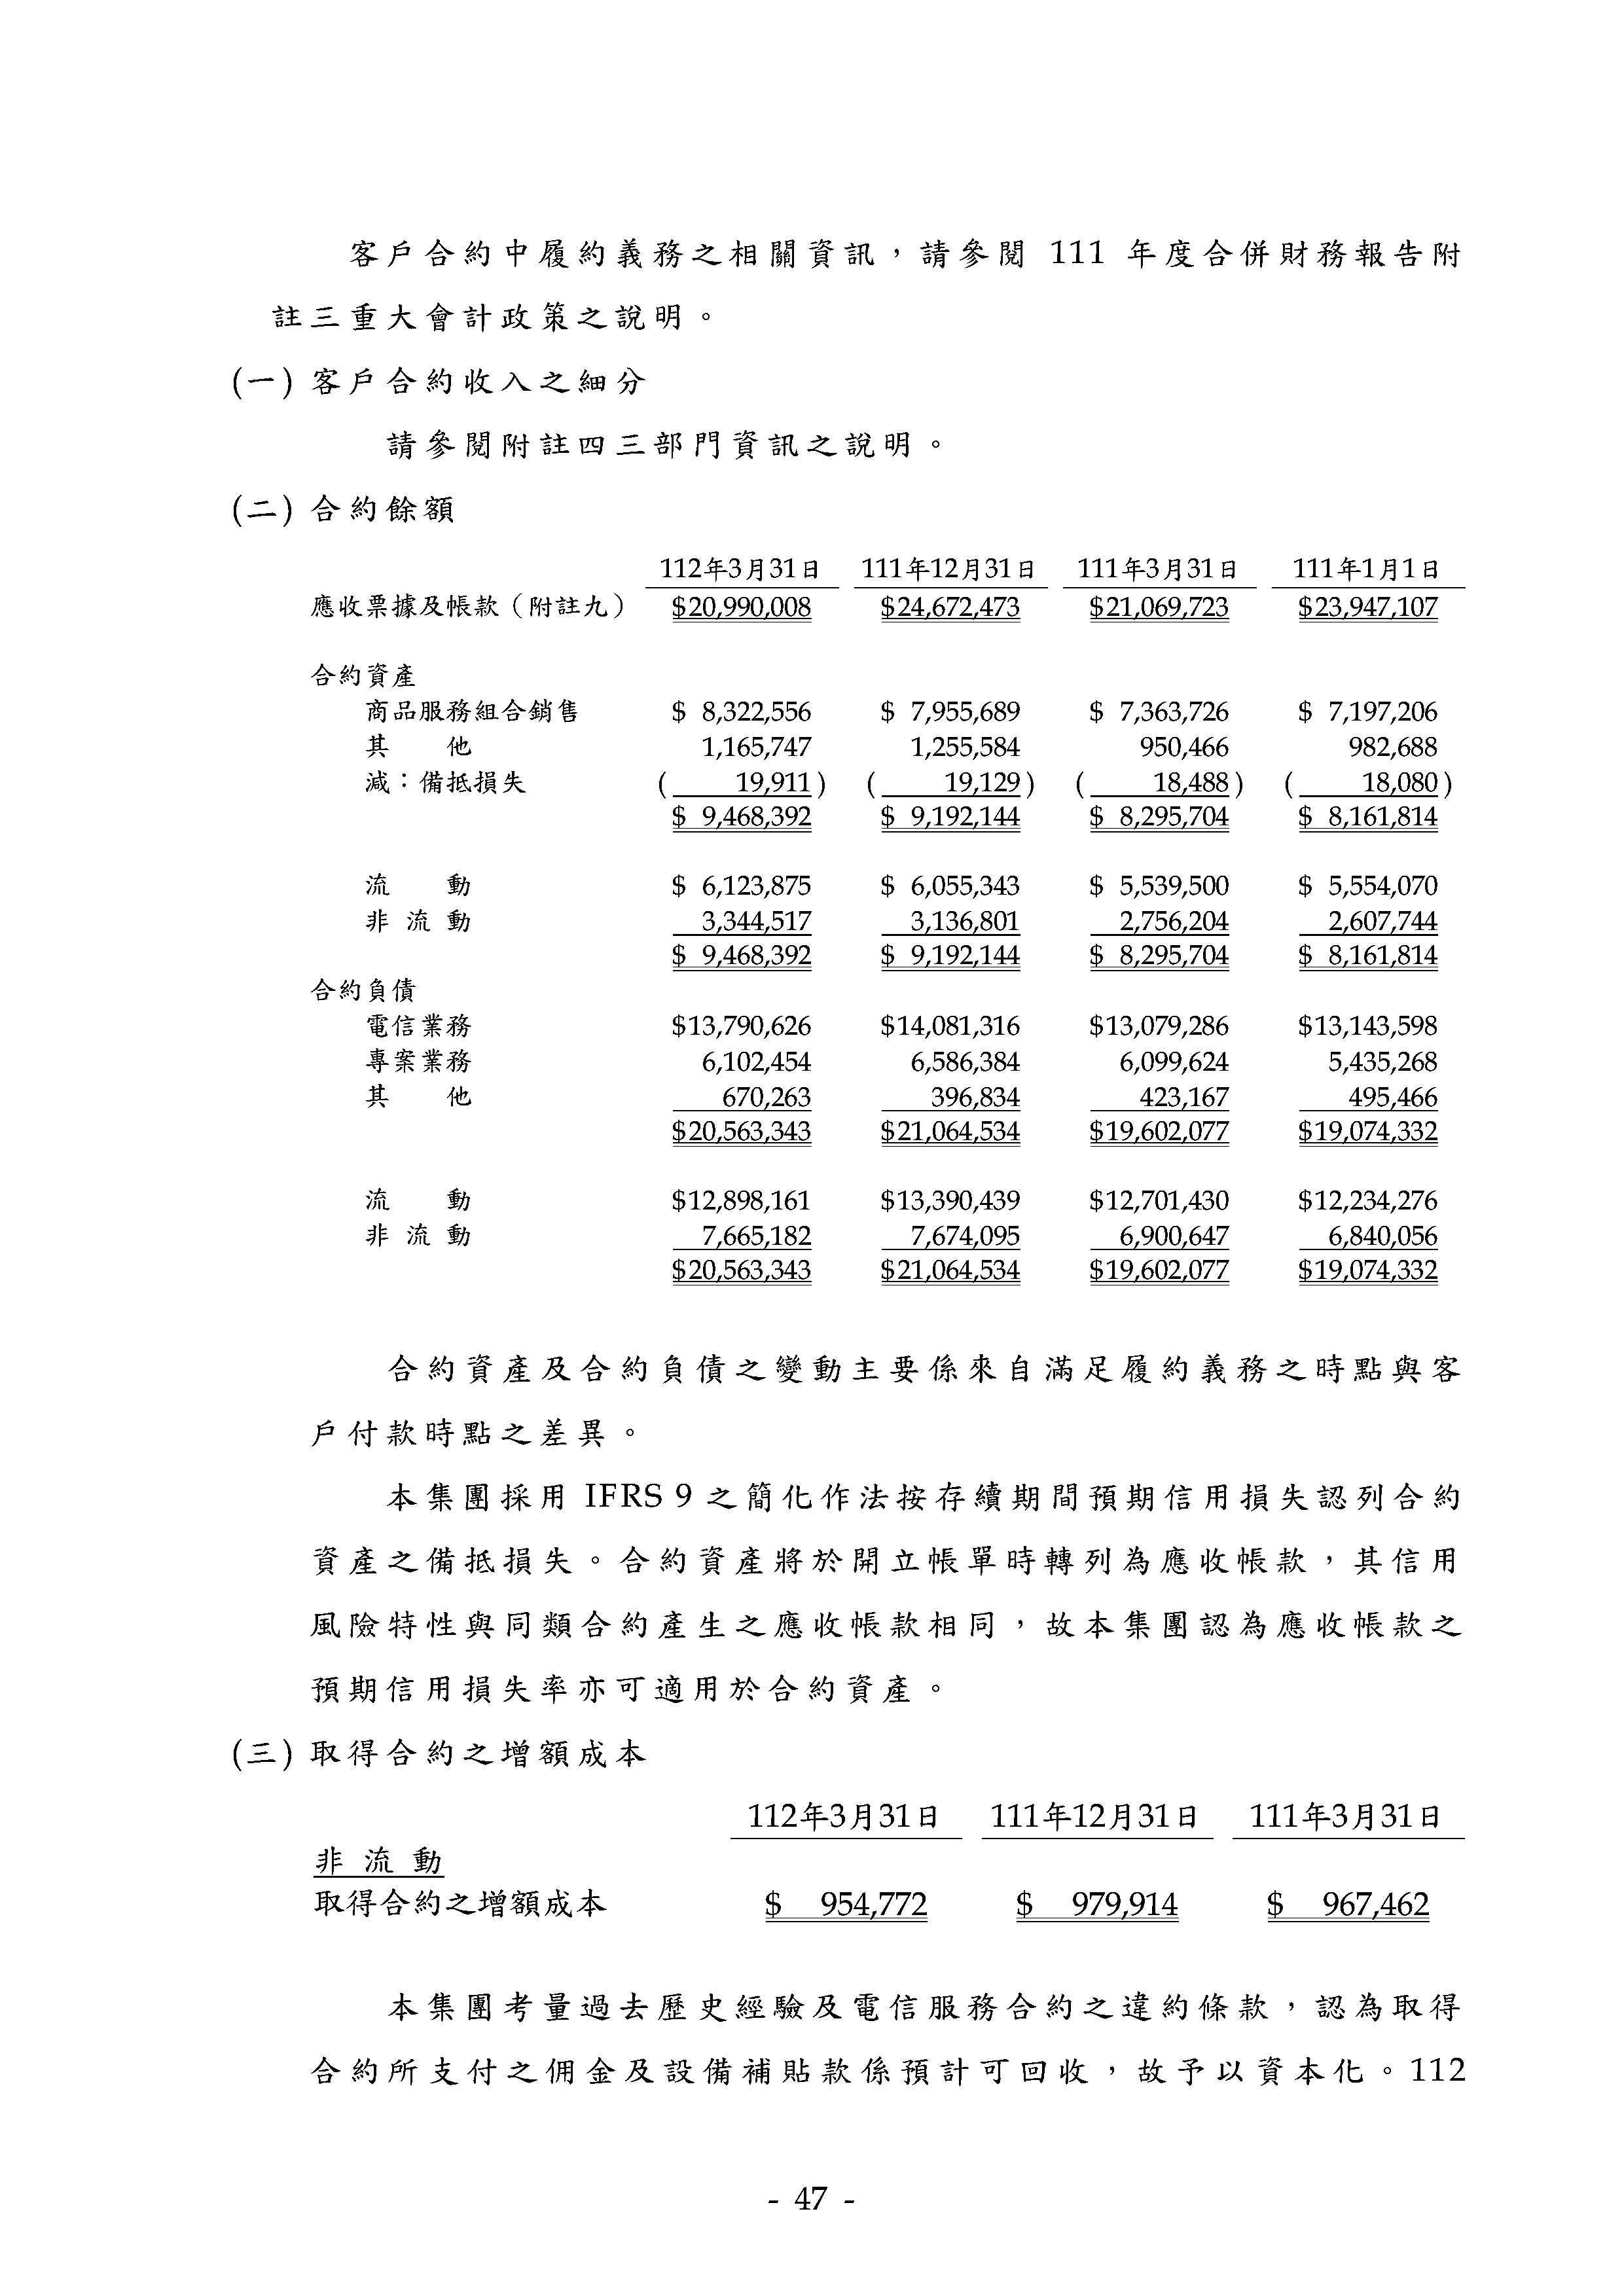 客戶合約中履約義務之相關資訊，請參閱 111 年度合併財務報告附
註三重大會計政策之說明。
(一) 客戶合約收入之細分
請參閱附註四三部門資訊之說明。
(二) 合約餘額
112年3月31日 111年12月31日 111年3月31日 111年1月1日
應收票據及帳款（附註九） $20,990,008 $24,672,473 $21,069,723 $23,947,107
合約資產
商品服務組合銷售 $ 8,322,556 $ 7,955,689 $ 7,363,726 $ 7,197,206
其 他 1,165,747 1,255,584 950,466 982,688
減：備抵損失 ( 19,911) ( 19,129) ( 18,488) ( 18,080)
$ 9,468,392 $ 9,192,144 $ 8,295,704 $ 8,161,814
流 動 $ 6,123,875 $ 6,055,343 $ 5,539,500 $ 5,554,070
非 流 動 3,344,517 3,136,801 2,756,204 2,607,744
$ 9,468,392 $ 9,192,144 $ 8,295,704 $ 8,161,814
合約負債
電信業務 $13,790,626 $14,081,316 $13,079,286 $13,143,598
專案業務 6,102,454 6,586,384 6,099,624 5,435,268
其 他 670,263 396,834 423,167 495,466
$20,563,343 $21,064,534 $19,602,077 $19,074,332
流 動 $12,898,161 $13,390,439 $12,701,430 $12,234,276
非 流 動 7,665,182 7,674,095 6,900,647 6,840,056
$20,563,343 $21,064,534 $19,602,077 $19,074,332
合約資產及合約負債之變動主要係來自滿足履約義務之時點與客
戶付款時點之差異。
本集團採用 IFRS 9 之簡化作法按存續期間預期信用損失認列合約
資產之備抵損失。合約資產將於開立帳單時轉列為應收帳款，其信用
風險特性與同類合約產生之應收帳款相同，故本集團認為應收帳款之
預期信用損失率亦可適用於合約資產。
(三) 取得合約之增額成本
112年3月31日 111年12月31日 111年3月31日
非 流 動
取得合約之增額成本 $ 954,772 $ 979,914 $ 967,462
本集團考量過去歷史經驗及電信服務合約之違約條款，認為取得
合約所支付之佣金及設備補貼款係預計可回收，故予以資本化。112
- 47 -